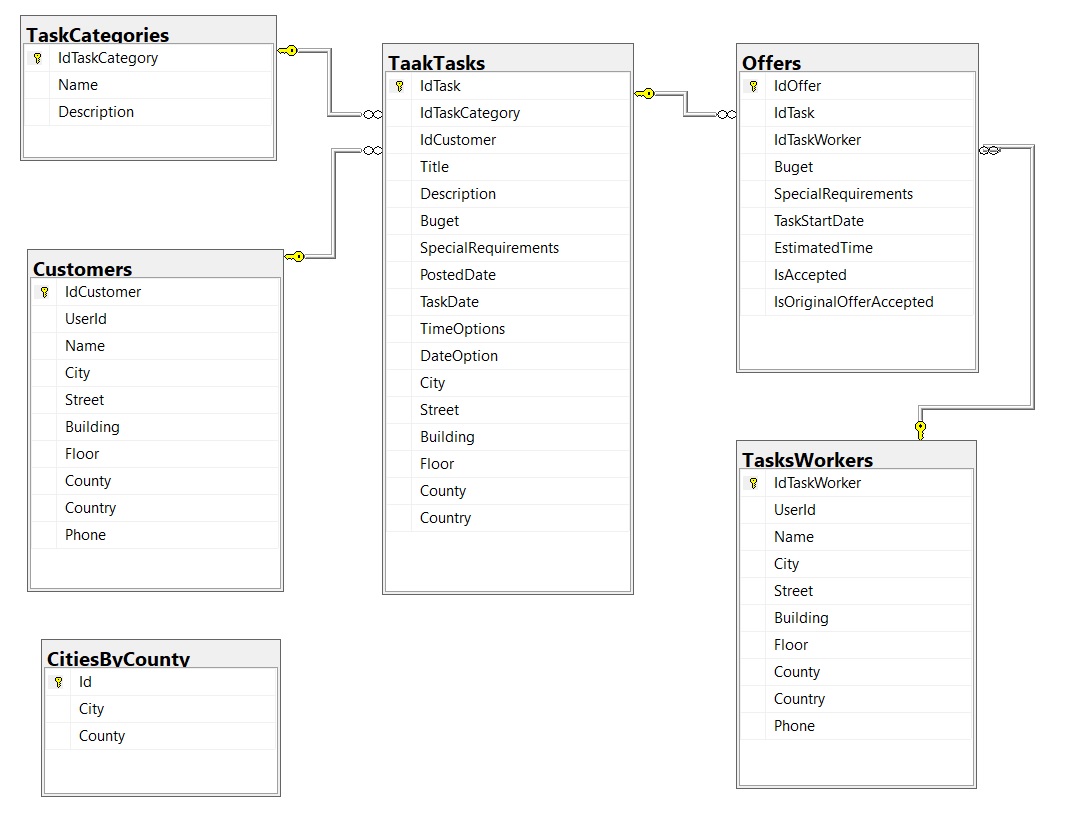 TaskCategories
IdTaskCategory
Name
Description
TaakTasks
IdTask
IdTaskCategory
IdCustomer
Title
Description
Buget
SpecialRequirements
PostedDate
TaskDate
TimeOptions
DateOption
City
Street
Building
Floor
County
Country
Offers
IdOffer
IdTask
IdTaskWorker
Buget
SpecialRequirements
TaskStartDate
EstimatedTime
IsAccepted
IsOriginalOfferAccepted
Customers
IdCustomer
UserId
Name
City
Street
Building
Floor
County
Country
Phone
TasksWorkers
IdTaskWorker
UserId
Name
City
Street
Building
Floor
County
Country
Phone
CitiesByCounty
Id
City
County